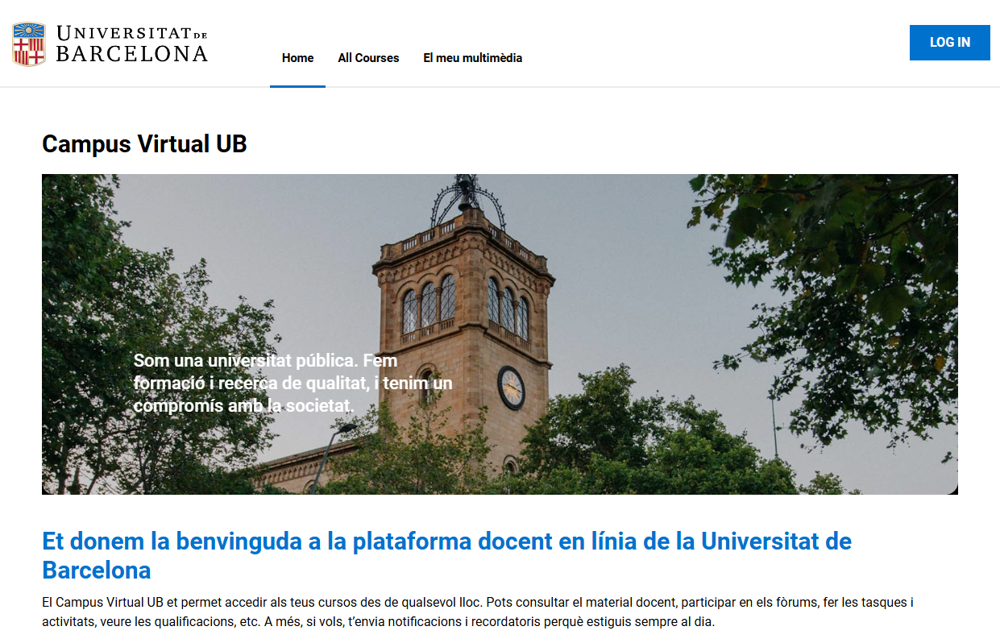 UNIVERSITAT DE
BARCELONA
Home
All Courses
El meu multimèdia
LOG IN
Campus Virtual UB
Som una universitat pública. Fem
formació i recerca de qualitat, i tenim un
compromís amb la societat.
Et donem la benvinguda a la plataforma docent en línia de la Universitat de
Barcelona
El Campus Virtual UB et permet accedir als teus cursos des de qualsevol lloc. Pots consultar el material docent, participar en els fòrums, fer les tasques i
activitats, veure les qualificacions, etc. A més, si vols, t’envia notificacions i recordatoris perquè estiguis sempre al dia.